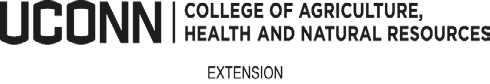 UCONN
COLLEGE OF AGRICULTURE,
HEALTH AND NATURAL RESOURCES
EXTENSION